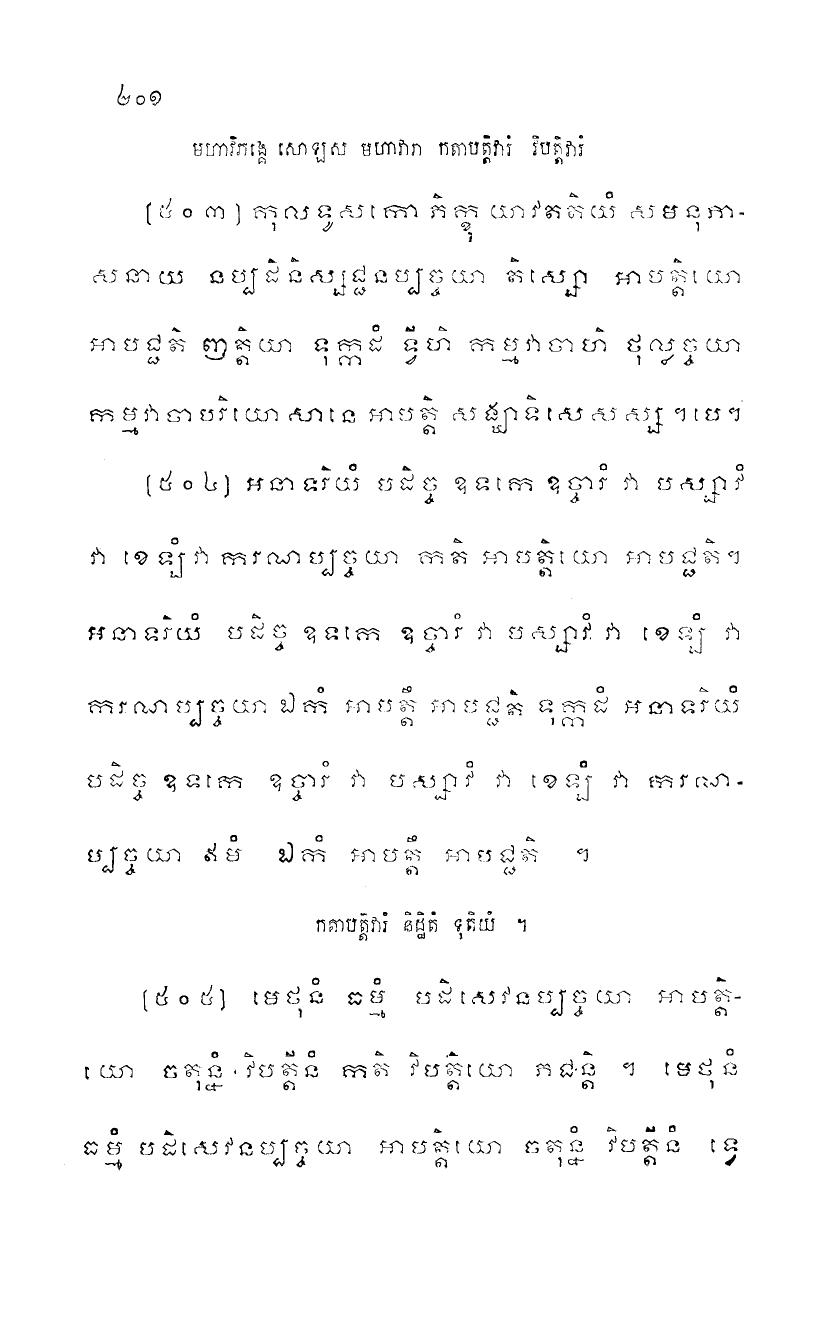 ៤០១
មហាវិភង្គេ សោឡស មហាវារា កតាបត្តិវារំ វិបត្តិវារំ
[៥០៣] កុលទូសកោ ភិក្ខុ យាវតតិយំ សមនុភា-
សនាយ នប្បដិនិស្សជ្ជនប្បច្ចយា តិស្សោ អាបត្តិយោ
អាបជ្ជតិ ញត្តិយា ទុក្កដំ ទ្វីហិ កម្មវាចាហិ ថុល្លច្ចយា
កម្មវាចាបរិយោសានេ អាបត្តិ សង្ឃាទិសេសស្ស ។បេ។
[៥០៤] អនាទរិយំ បដិច្ច ឧទកេ ឧច្ចារំ វា បស្សាវំ
វា ខេឡំ វា ករណប្បច្ចយា កតិ អាបត្តិយោ អាបជ្ជតិ។
អនាទរិយំ បដិច្ច ឧទកេ ឧច្ចារំ វា បស្សាវំ វា ខេឡំ វា
ករណប្បច្ចយា ឯកំ អាបត្តឹ អាបជ្ជតិ ទុក្កដំ អនាទរិយំ
បដិច្ច ឧទកេ ឧច្ចារំ វា បស្សាវំ វា ខេឡំ វា ករណ-
ប្បច្ចយា ឥមំ ឯកំ អាបត្តឹ អាបជ្ជតិ ។
កតាបត្តិវារំ និដ្ឋិតំ ទុតិយំ ។
[៥០៥] មេថុនំ ធម្មំ បដិសេវនប្បច្ចយា អាបត្តិ-
យោ ចតុន្នំ វិបត្តីនំ កតិ វិបត្តិយោ ភជន្តិ ។ មេថុនំ
ធម្មំ បដិសេវនប្បច្ចយា អាបត្តិយោ ចតុន្នំ វិបត្តីនំ ទ្វេ